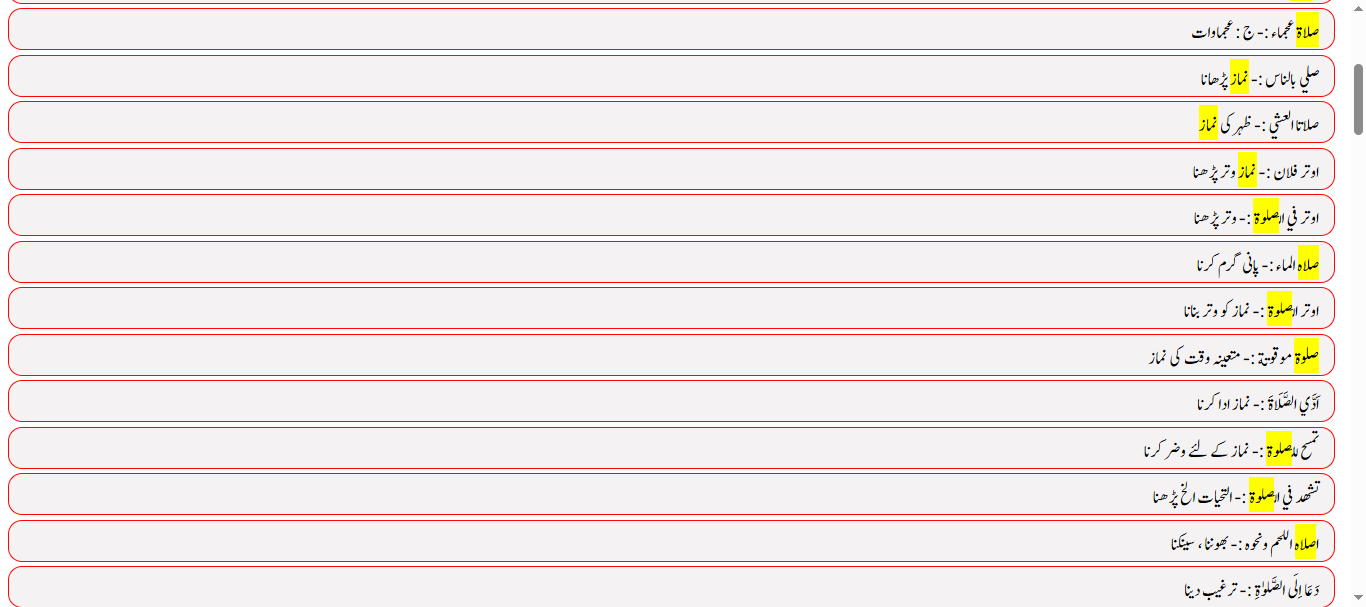 صلاة عجماء :- ج : عجماوات
صلي بالناس :- نماز پڑھانا
صلاتا العشي :- ظہر کی نماز
اوتر فلان :- نماز وتر پڑھنا
اوتر في الصلوة :- وتر پڑھنا
صلاه الماء :- پانی گرم کرنا
اوتر الصلوة :- نماز کو وتر بنانا
صلوة موقوتة :- متعینہ وقت کی نماز
اَدَّي الصَّلَاةَ :- نماز ادا کرنا
تمسح للصلوة :- نماز کے لئے وضر کرنا
تشهد في الصلوة :- التحیات الخ پڑھنا
اصلاه اللحم ونحوه :- بھوننا ، سینکنا
دَعَا اِلَی الصَّلوٰةِ :- ترغیب دینا